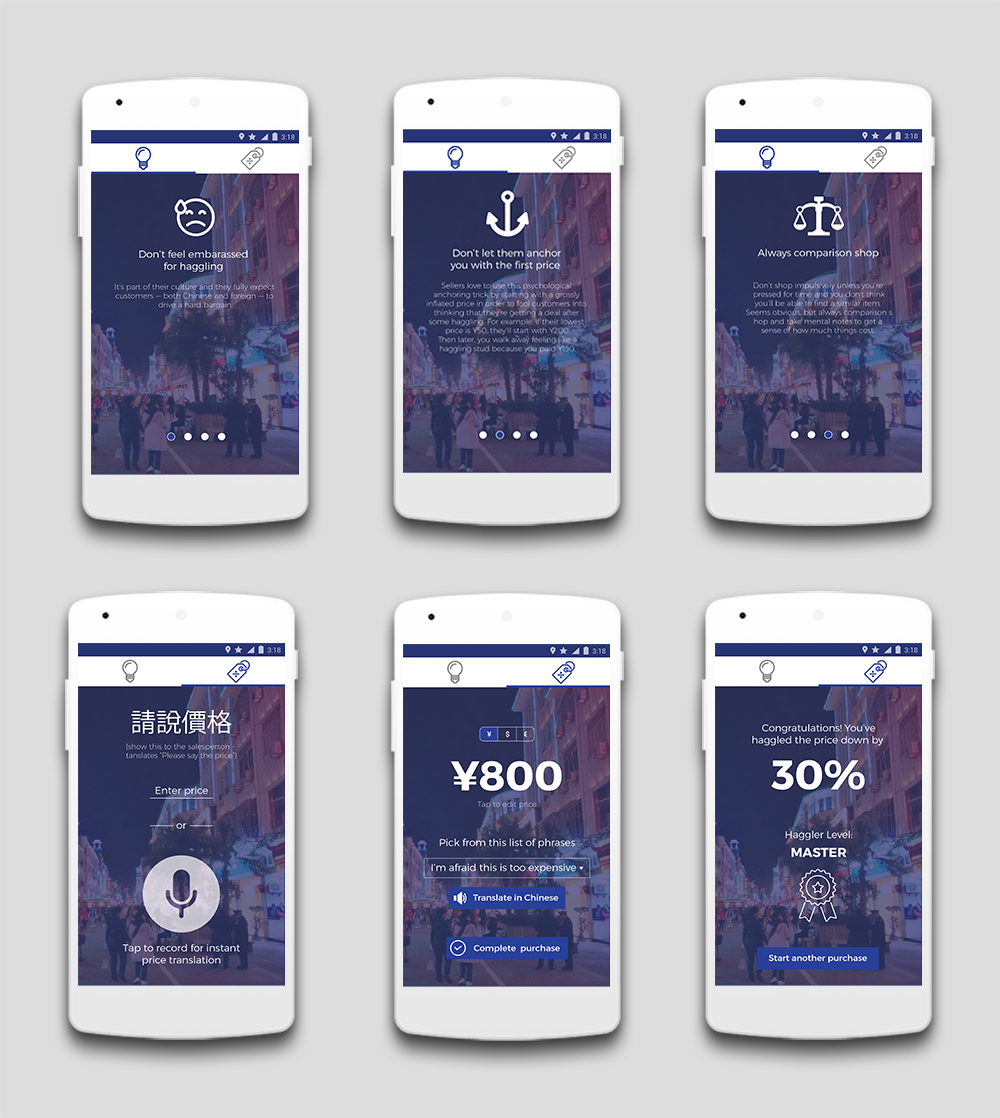 3:18
Don't feel embarassed
for haggling
It's part of their culture and they fully expect
customers — both Chinese and foreign — to
drive a hard bargain.
3:18
Don't let them anchor
you with the first price
Sellers love to use this psychological
anchoring trick by starting with a grossly
inflated price in order to fool customers into
thinking that they're getting a deal after
some haggling. For example, if their lowest
price is Y50, they'll start with Y200.
Then later, you walk away feeling like a
haggling stud because you paid Y150.
3:18
Always comparison shop
Don't shop impulsively unless you're
pressed for time and you don't think
you'll be able to find a similar item.
Seems obvious, but always comparison s
hop and take mental notes to get a
sense of how much things cost.
3:18
請說價格
(show this to the salesperson -
tanslates "Please say the price")
Enter price
or
Tap to record for instant
price translation
3:18
¥ $ €
¥800
Tap to edit price
Pick from this list of phrases
I'm afraid this is too expensive
Translate in Chinese
Complete purchase
3:18
Congratulations! You've
haggled the price down by
30%
Haggler Level:
MASTER
Start another purchase